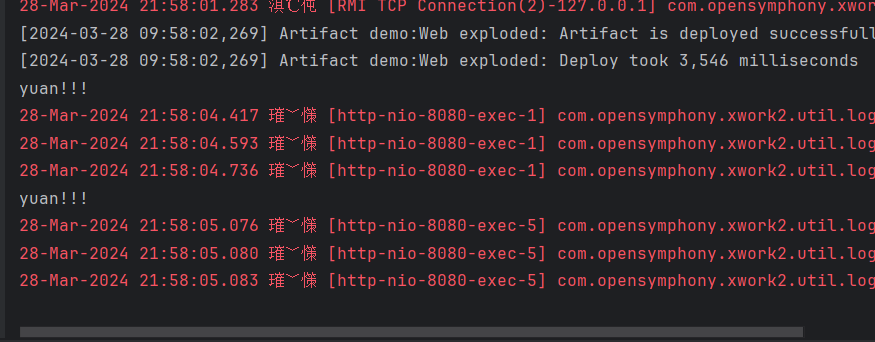 28-Mar-2024 21:58:01.283 淇℃伅 [RMI TCP Connection(2)-127.0.0.1] com.opensymphony.xwor
[2024-03-28 09:58:02,269] Artifact demo:Web exploded: Artifact is deployed successfull
[2024-03-28 09:58:02,269] Artifact demo:Web exploded: Deploy took 3,546 milliseconds
yuan!!!
28-Mar-2024 21:58:04.417 璀﹀憡 [http-nio-8080-exec-1] com.opensymphony.xwork2.util.log
28-Mar-2024 21:58:04.593 璀﹀憡 [http-nio-8080-exec-1] com.opensymphony.xwork2.util.log
28-Mar-2024 21:58:04.736 璀﹀憡 [http-nio-8080-exec-1] com.opensymphony.xwork2.util.log
yuan!!!
28-Mar-2024 21:58:05.076 璀﹀憡 [http-nio-8080-exec-5] com.opensymphony.xwork2.util.log
28-Mar-2024 21:58:05.080 璀﹀憡 [http-nio-8080-exec-5] com.opensymphony.xwork2.util.log
28-Mar-2024 21:58:05.083 璀﹀憡 [http-nio-8080-exec-5] com.opensymphony.xwork2.util.log